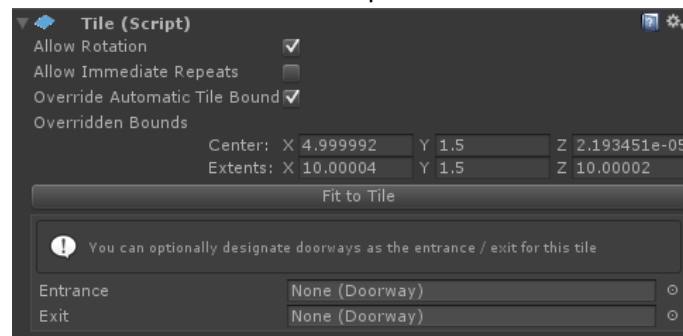 Tile (Script)
Allow Rotation
Allow Immediate Repeats
Override Automatic Tile Bound
Overridden Bounds
Center: X 4.999992 Y 1.5 Z 2.193451e-05
Extents: X 10.00004 Y 1.5 Z 10.00002
Fit to Tile
You can optionally designate doorways as the entrance / exit for this tile
Entrance None (Doorway)
Exit None (Doorway)